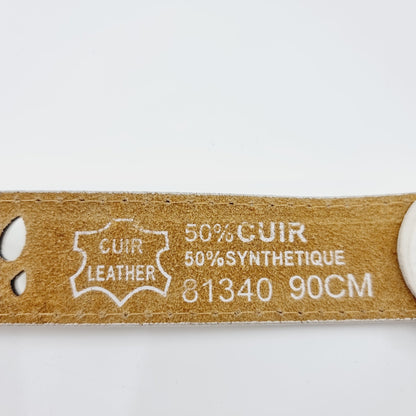 CUIR
LEATHER
50% CUIR
50% SYNTHETIQUE
81340 90CM